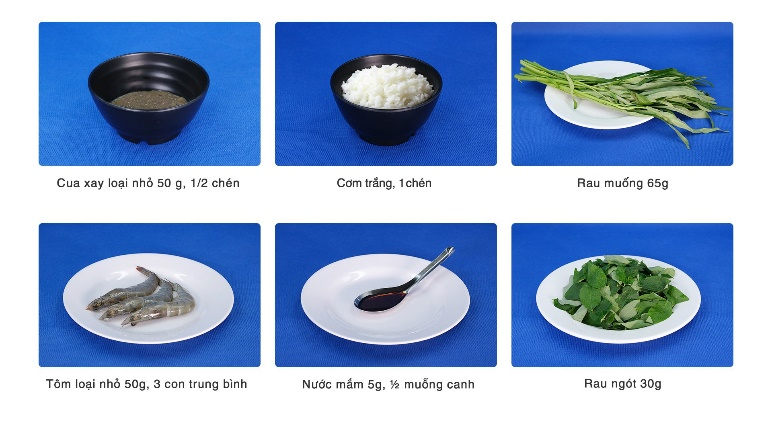 Cua xay loại nhỏ 50 g, 1/2 chén
Cơm trắng, 1chén
Rau muống 65g
Tôm loại nhỏ 50g, 3 con trung bình
Nước mắm 5g, ½ muỗng canh
Rau ngót 30g